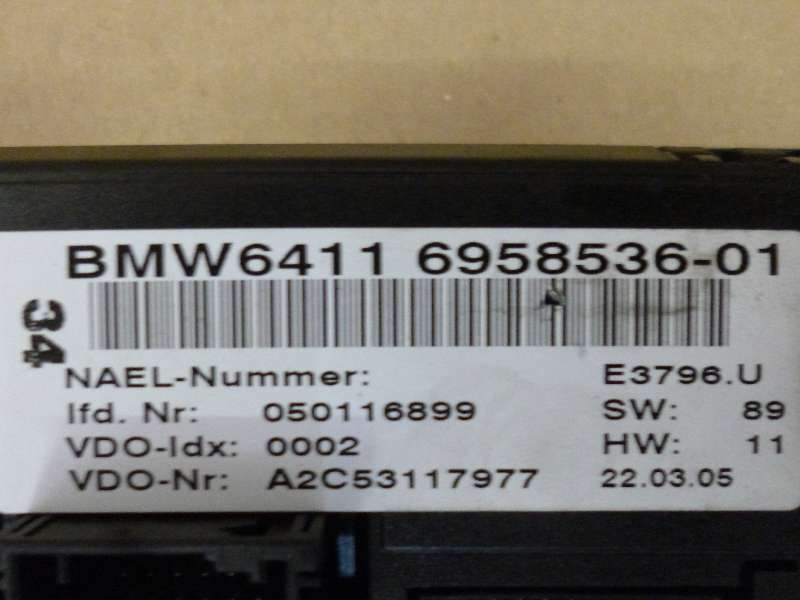 BMW6411 6958536-01
34
NAEL-Nummer: E3796.U
lfd. Nr: 050116899 SW: 89
VDO-Idx: 0002 HW: 11
VDO-Nr: A2C53117977 22.03.05